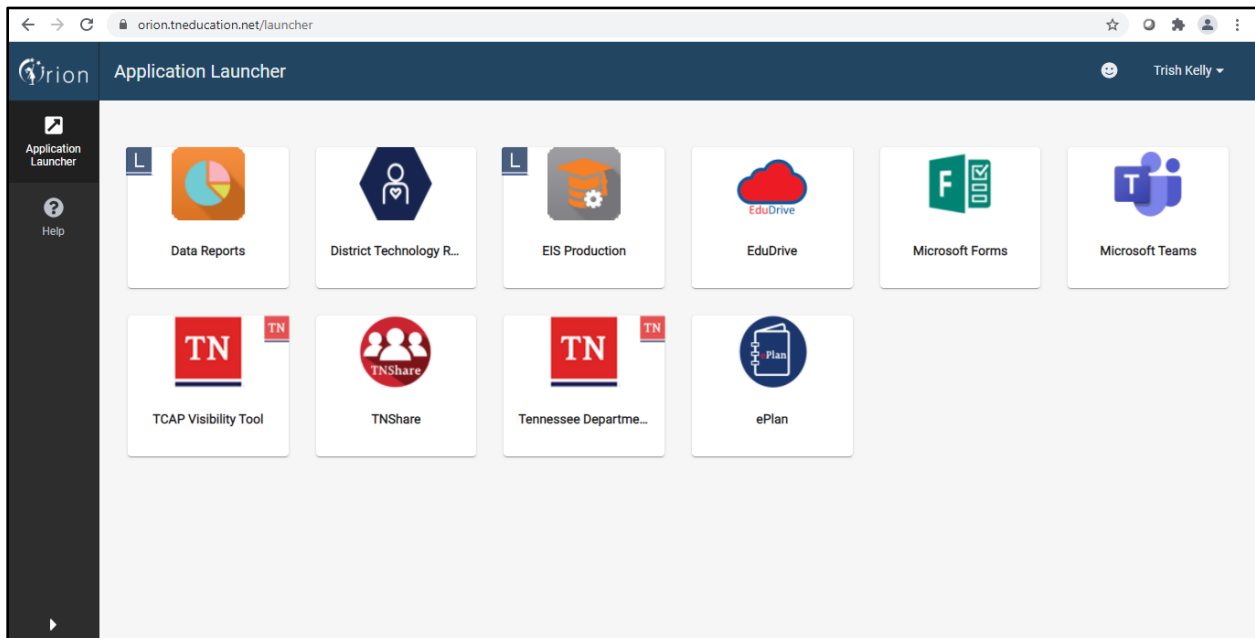 orion.tneducation.net/launcher
Orion
Application Launcher
Trish Kelly
Application
Launcher
Help
L
L
EduDrive
F
T
Data Reports
District Technology R...
EIS Production
EduDrive
Microsoft Forms
Microsoft Teams
TN
TN
TNShare
TN
TN
ePlan
TCAP Visibility Tool
TNShare
Tennessee Departme...
ePlan